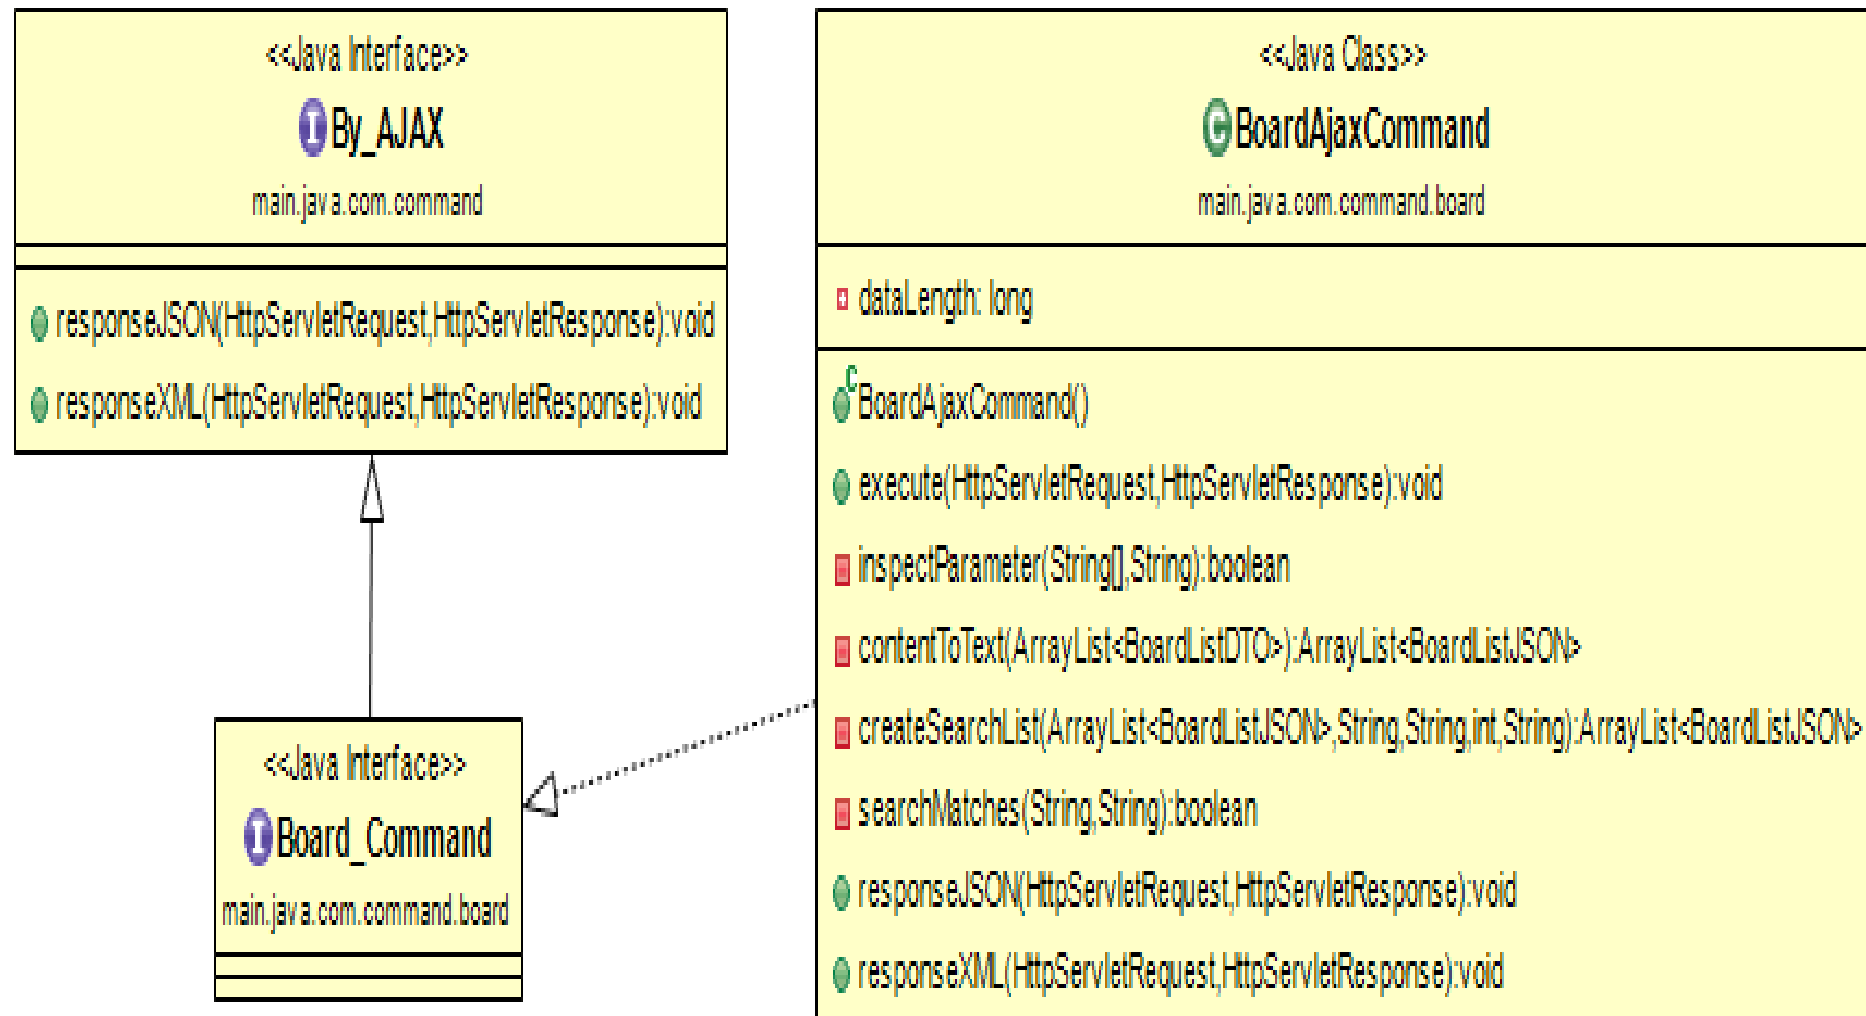 <<Java Interface>>
By_AJAX
main.java.com.command
responseJSON(HttpServletRequest,HttpServletResponse):void
responseXML(HttpServletRequest,HttpServletResponse):void
<<Java Interface>>
Board_Command
main.java.com.command.board
<<Java Class>>
BoardAjaxCommand
main.java.com.command.board
dataLength: long
BoardAjaxCommand()
execute(HttpServletRequest,HttpServletResponse):void
inspectParameter(String[],String):boolean
contentToText(ArrayList<BoardListDTO>):ArrayList<BoardListJSON>
createSearchList(ArrayList<BoardListJSON>,String,String,int,String):ArrayList<BoardListJSON>
searchMatches(String,String):boolean
responseJSON(HttpServletRequest,HttpServletResponse):void
responseXML(HttpServletRequest,HttpServletResponse):void